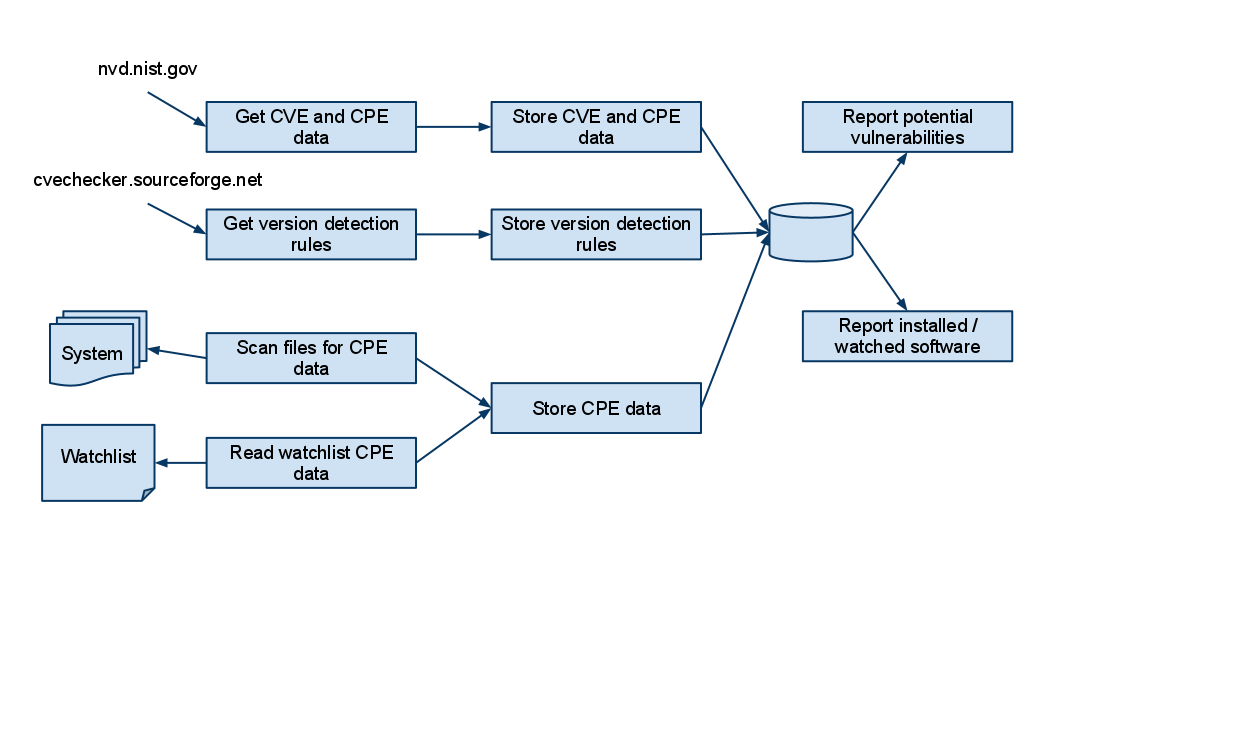 nvd.nist.gov
Get CVE and CPE
data
Store CVE and CPE
data
Report potential
vulnerabilities
cvechecker.sourceforge.net
Get version detection
rules
Store version detection
rules
System
Scan files for CPE
data
Report installed /
watched software
Store CPE data
Watchlist
Read watchlist CPE
data